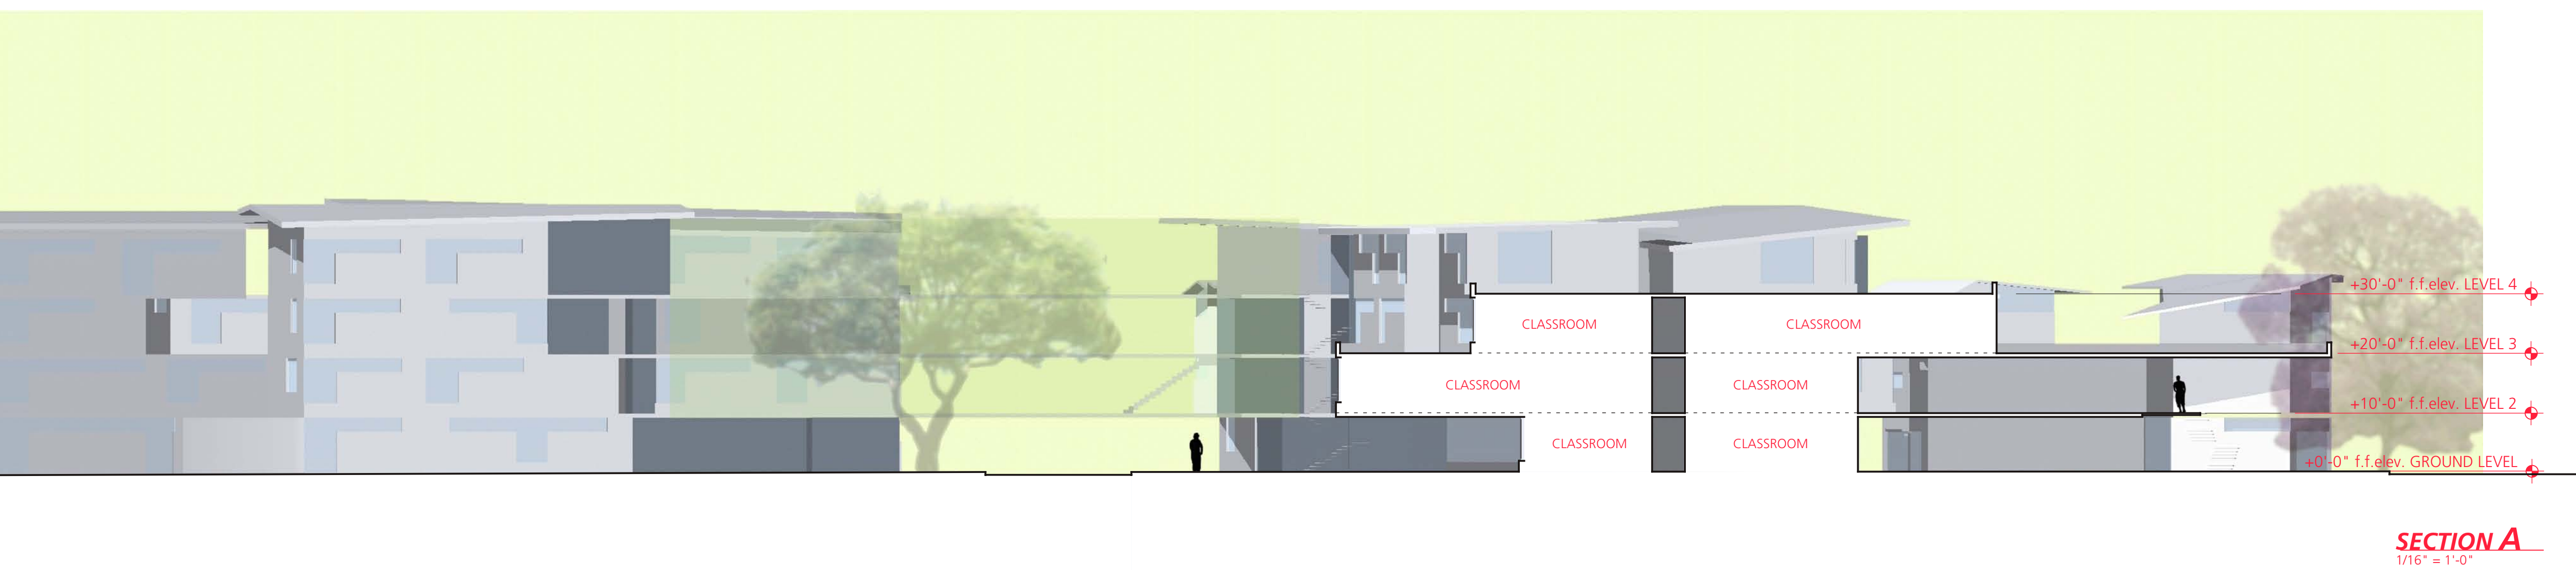 +30'-0" f.f.elev. LEVEL 4
CLASSROOM CLASSROOM
+20'-0" f.f.elev. LEVEL 3
CLASSROOM CLASSROOM
+10'-0" f.f.elev. LEVEL 2
CLASSROOM CLASSROOM
+0'-0" f.f.elev. GROUND LEVEL
SECTION A
1/16" = 1'-0"